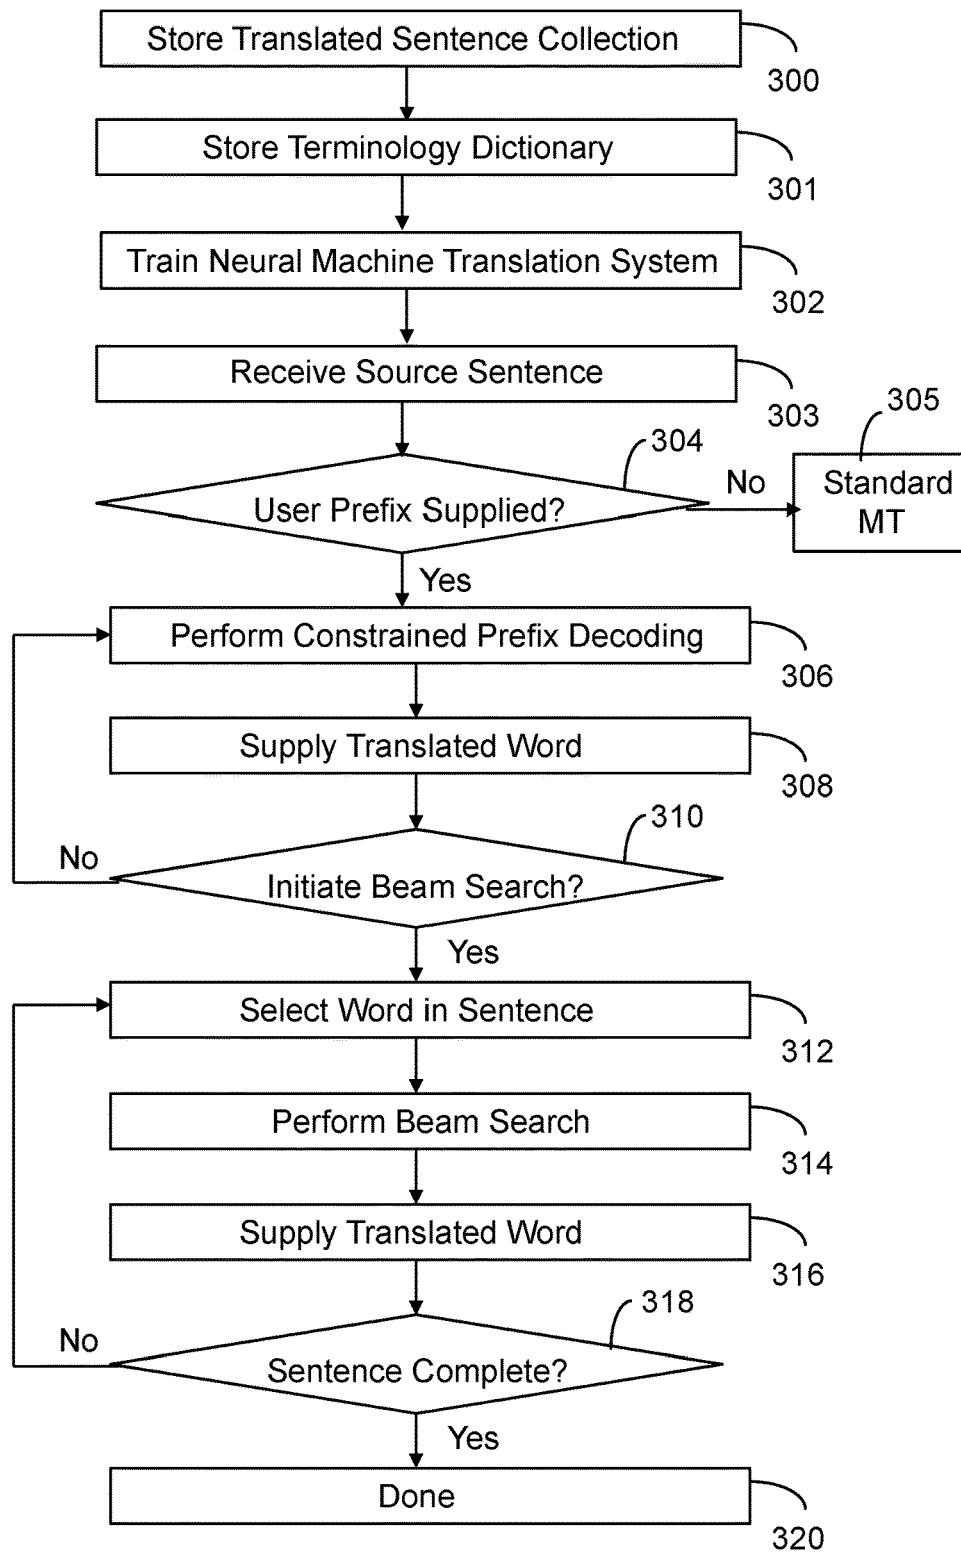 Store Translated Sentence Collection
300
Store Terminology Dictionary
301
Train Neural Machine Translation System
302
Receive Source Sentence
303
305
304
Standard
MT
No
User Prefix Supplied?
Yes
Perform Constrained Prefix Decoding
306
Supply Translated Word
308
310
No
Initiate Beam Search?
Yes
Select Word in Sentence
312
Perform Beam Search
314
Supply Translated Word
316
318
No
Sentence Complete?
Yes
Done
320